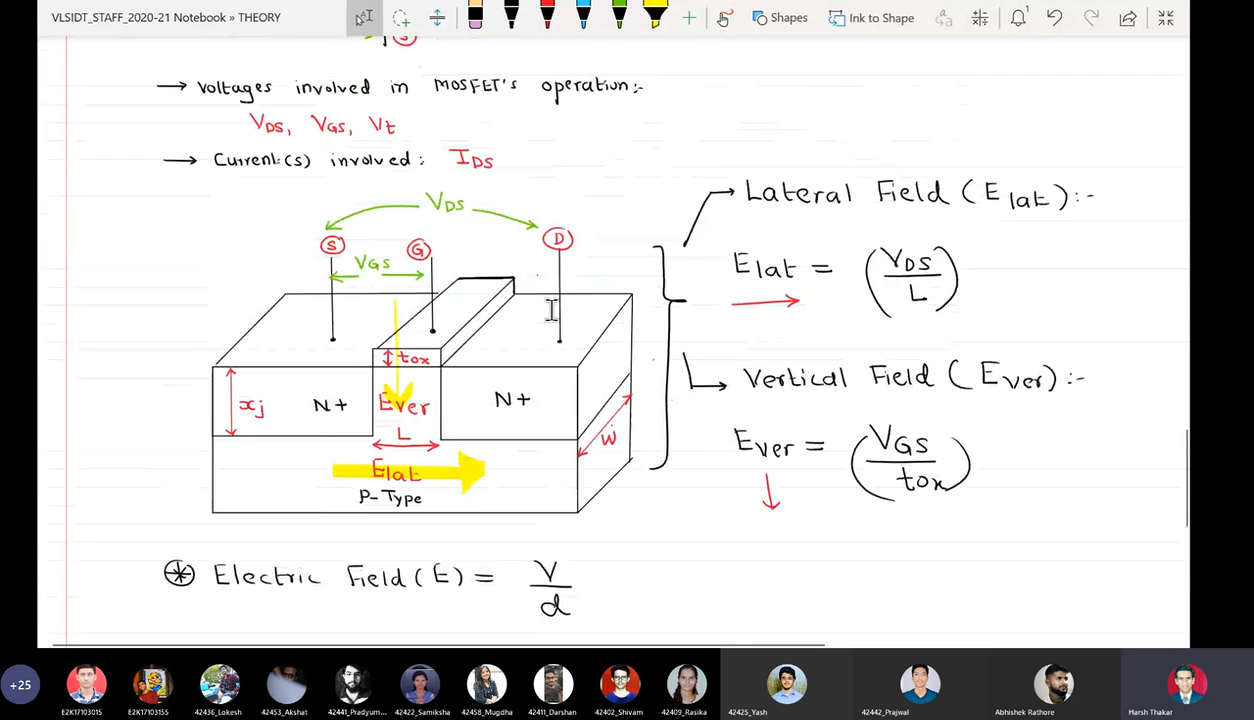 VLSIDT_STAFF_2020-21 Notebook » THEORY
Shapes
Ink to Shape
→ Voltages involved in MOSFET's operation:-
VDS, VGS, Vt
→ Current(s) involved: IDS
VDS
S
G
D
VGS
tox
xj
N+
Ever
N+
L
W
Elat
P-Type
Lateral Field (Elat):-
Elat = (VDS/L)
Vertical Field (Ever):-
Ever = (VGS/tox)
Electric Field(E) = V/d
+25
E2K17103015
E2K17103155
42436_Lokesh
42453_Akshat
42441_Pradyum...
42422_Samiksha
42458_Mugdha
42411_Darshan
42402_Shivam
42409_Rasika
42425_Yash
42442_Prajwal
Abhishek Rathore
Harsh Thakar